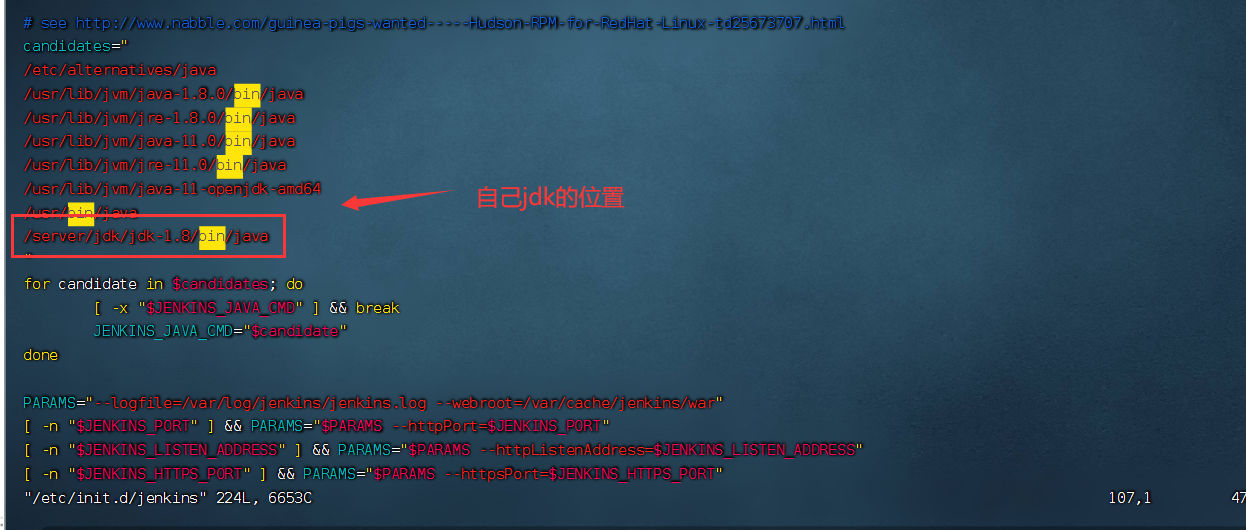 # see http://www.nabble.com/guinea-pigs-wanted-----Hudson-RPM-for-RedHat-Linux-td25673707.html
candidates="
/etc/alternatives/java
/usr/lib/jvm/java-1.8.0/bin/java
/usr/lib/jvm/jre-1.8.0/bin/java
/usr/lib/jvm/java-11.0/bin/java
/usr/lib/jvm/jre-11.0/bin/java
/usr/lib/jvm/java-11-openjdk-amd64
自己jdk的位置
/usr/bin/java
/server/jdk/jdk-1.8/bin/java
"
for candidate in $candidates; do
[ -x "$JENKINS_JAVA_CMD" ] && break
JENKINS_JAVA_CMD="$candidate"
done
PARAMS="--logfile=/var/log/jenkins/jenkins.log --webroot=/var/cache/jenkins/war"
[ -n "$JENKINS_PORT" ] && PARAMS="$PARAMS --httpPort=$JENKINS_PORT"
[ -n "$JENKINS_LISTEN_ADDRESS" ] && PARAMS="$PARAMS --httpListenAddress=$JENKINS_LISTEN_ADDRESS"
[ -n "$JENKINS_HTTPS_PORT" ] && PARAMS="$PARAMS --httpsPort=$JENKINS_HTTPS_PORT"
"/etc/init.d/jenkins" 224L, 6653C 107,1 47